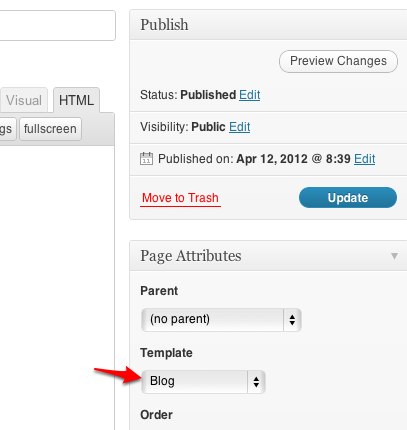 Publish
Preview Changes
Status: Published Edit
Visual HTML
Visibility: Public Edit
gs fullscreen
11 Published on: Apr 12, 2012 @ 8:39 Edit
Move to Trash Update
Page Attributes
Parent
(no parent)
Template
Blog
Order